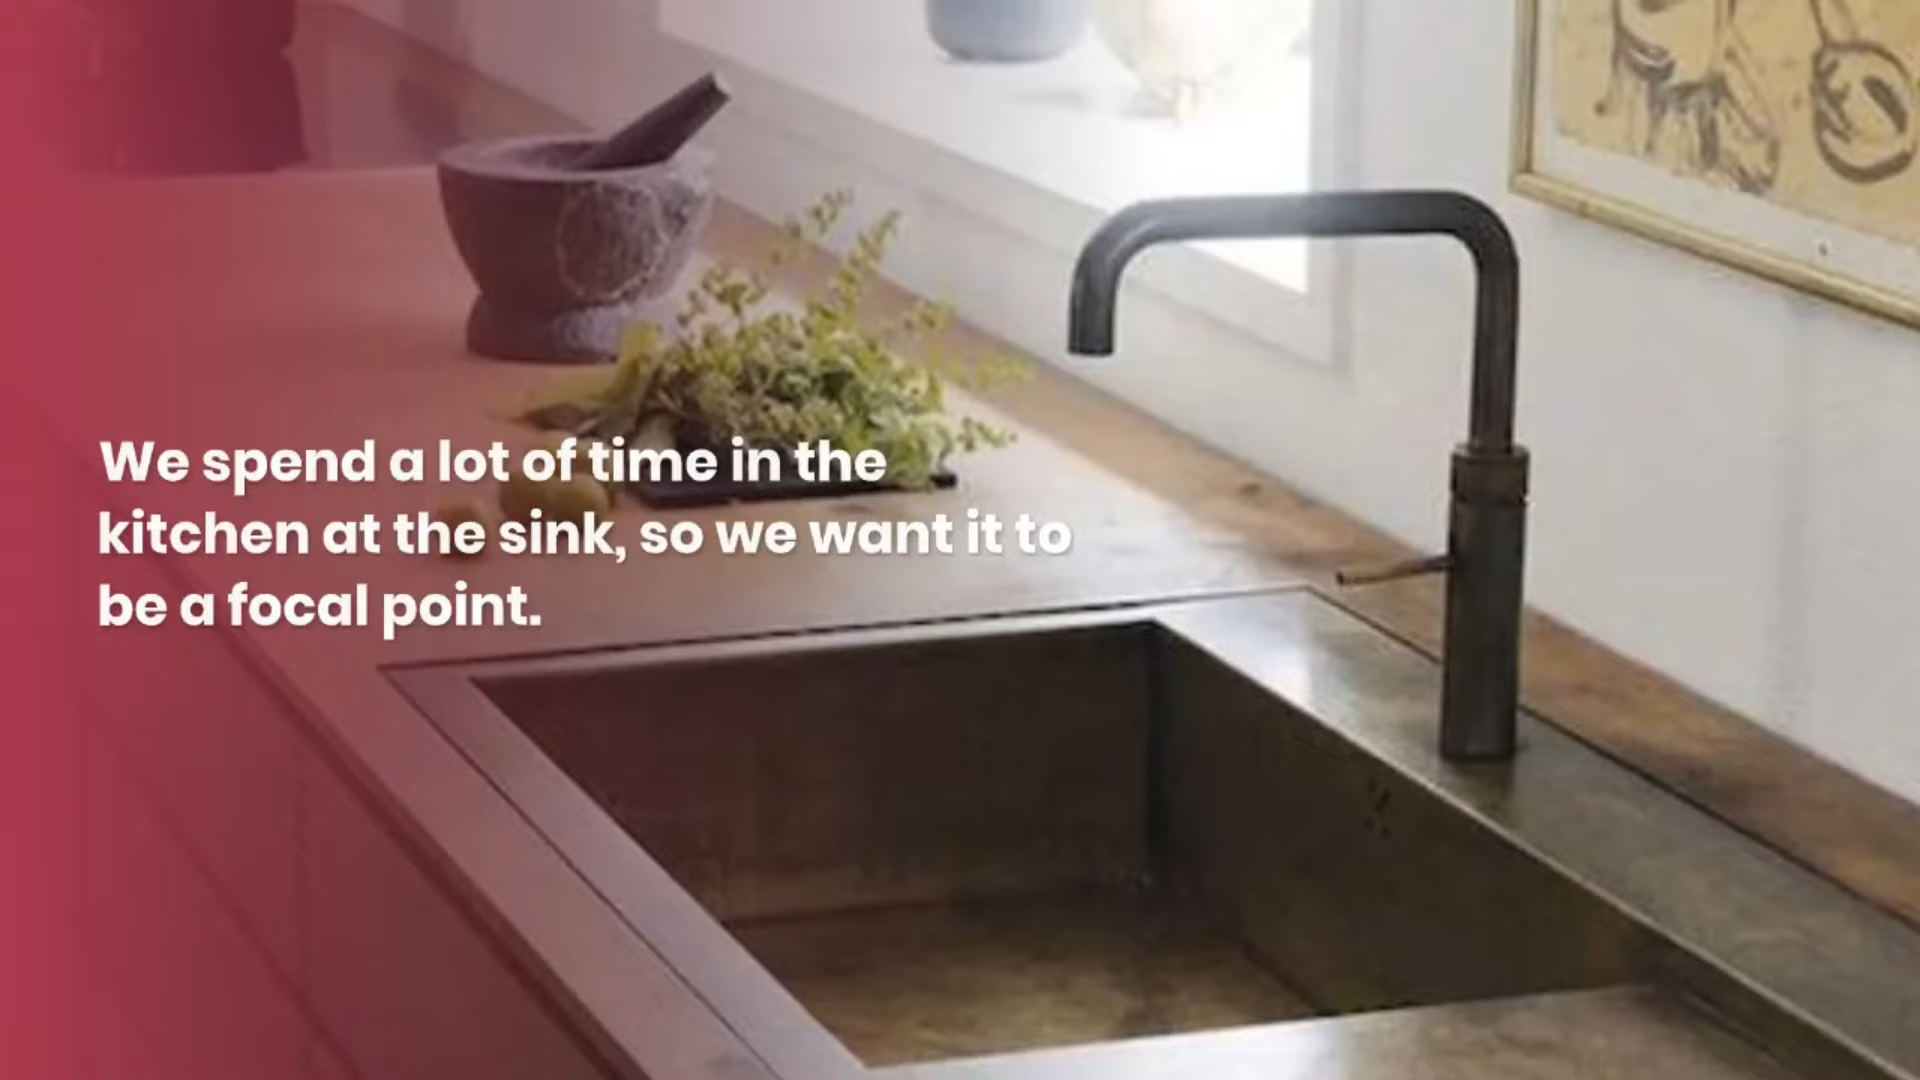 We spend a lot of time in the
kitchen at the sink, so we want it to
be a focal point.